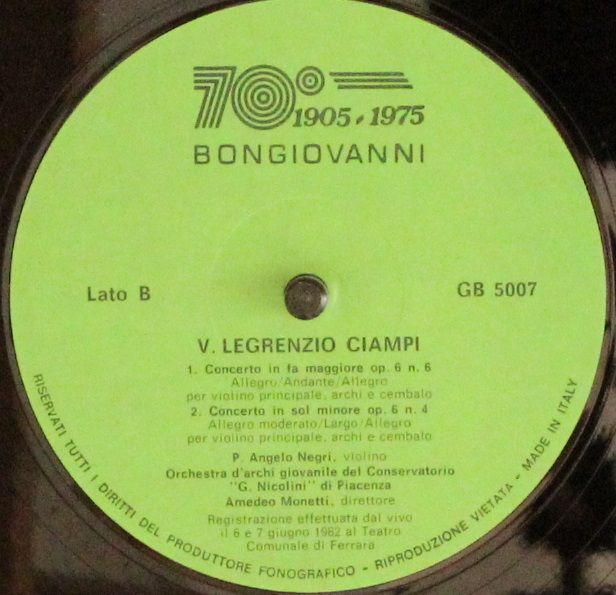 70°
1905 • 1975
BONGIOVANNI
Lato B
GB 5007
V. LEGRENZIO CIAMPI
1. Concerto in fa maggiore op. 6 n. 6
Allegro/Andante/Allegro
per violino principale, archi e cembalo
2. Concerto in sol minore op. 6 n. 4
Allegro moderato/Largo/Allegro
per violino principale, archi e cembalo
P. Angelo Negri, violino
Orchestra d'archi giovanile del Conservatorio
"G. Nicolini" di Piacenza
Amedeo Monetti, direttore
Registrazione effettuata dal vivo
il 6 e 7 giugno 1982 al Teatro
Comunale di Ferrara
RISERVATI TUTTI I DIRITTI DEL PRODUTTORE FONOGRAFICO - RIPRODUZIONE VIETATA - MADE IN ITALY